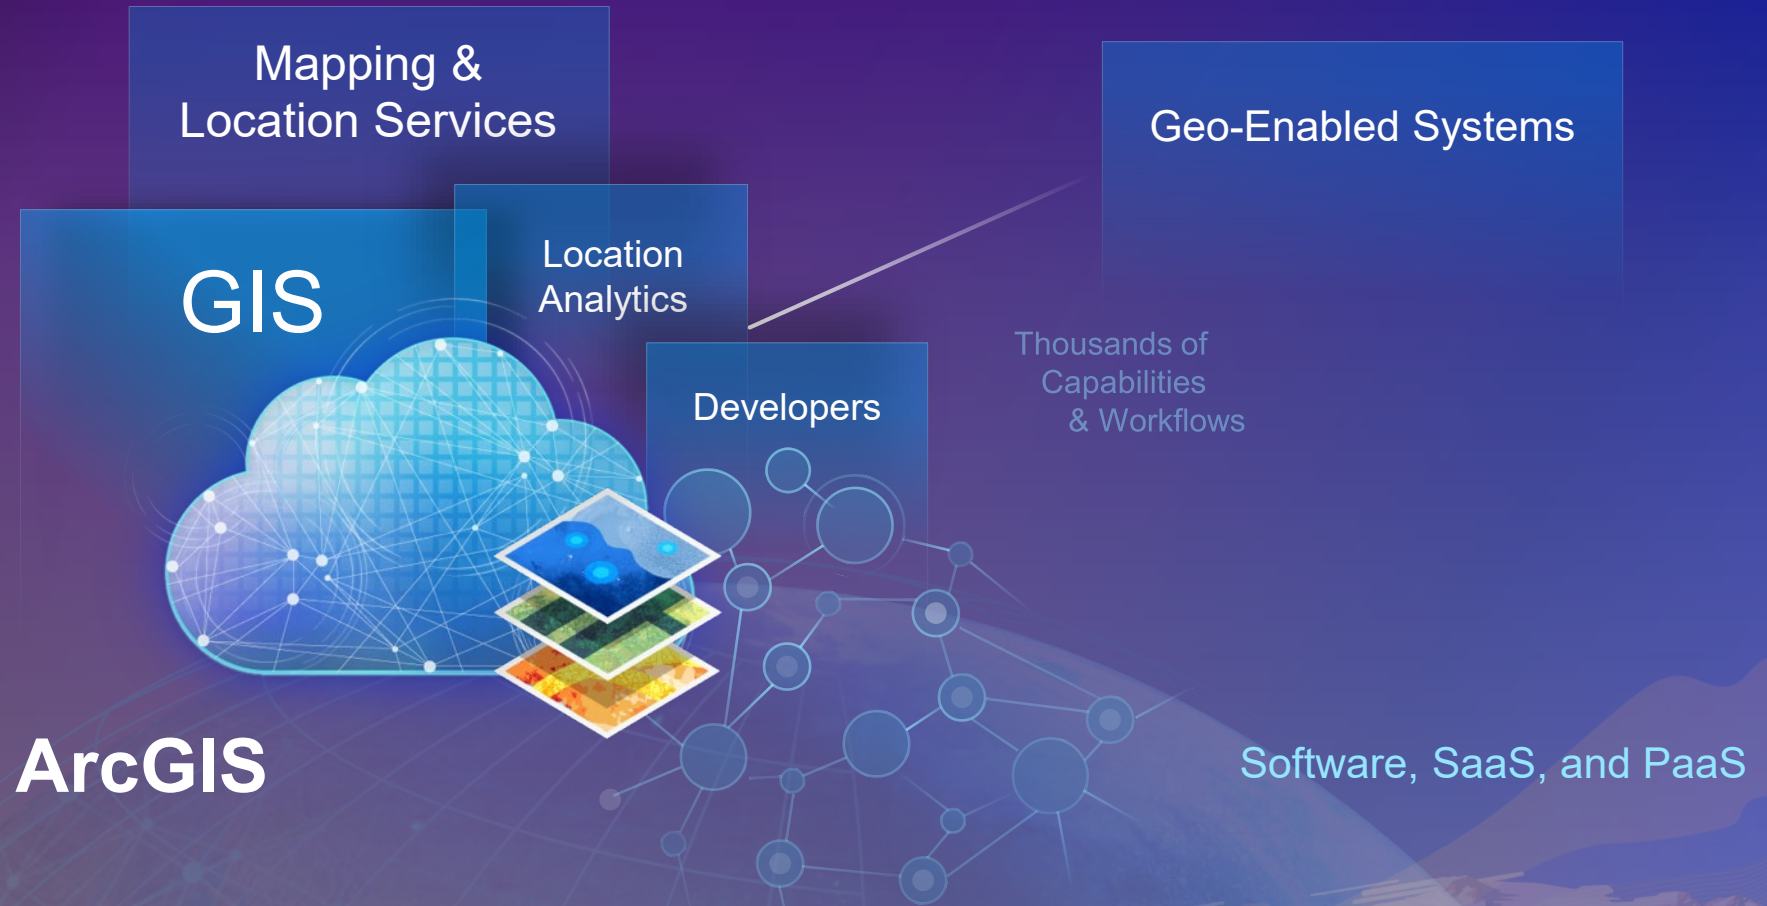 Mapping &
Location Services
Geo-Enabled Systems
GIS
Location
Analytics
Developers
Thousands of
Capabilities
& Workflows
ArcGIS
Software, SaaS, and PaaS